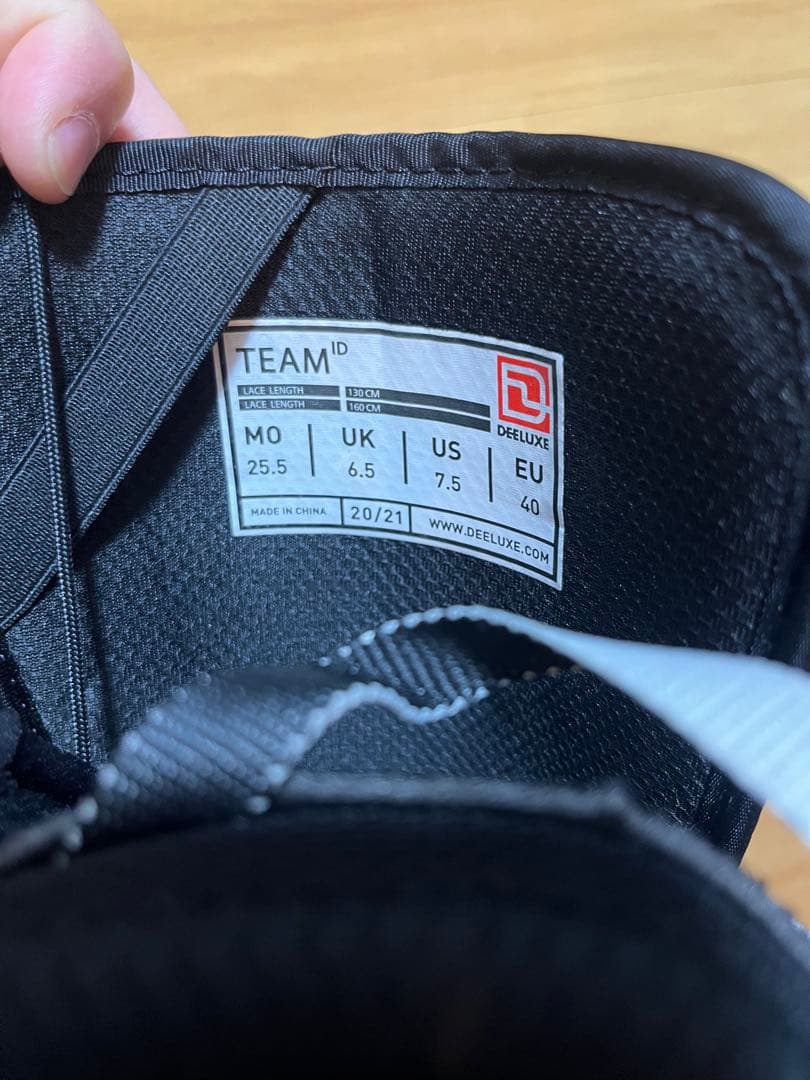 TEAM ID
LACE LENGTH 130 CM
LACE LENGTH 160 CM
DEELUXE
MO UK US EU
25.5 6.5 7.5 40
MADE IN CHINA 20/21 WWW.DEELUXE.COM